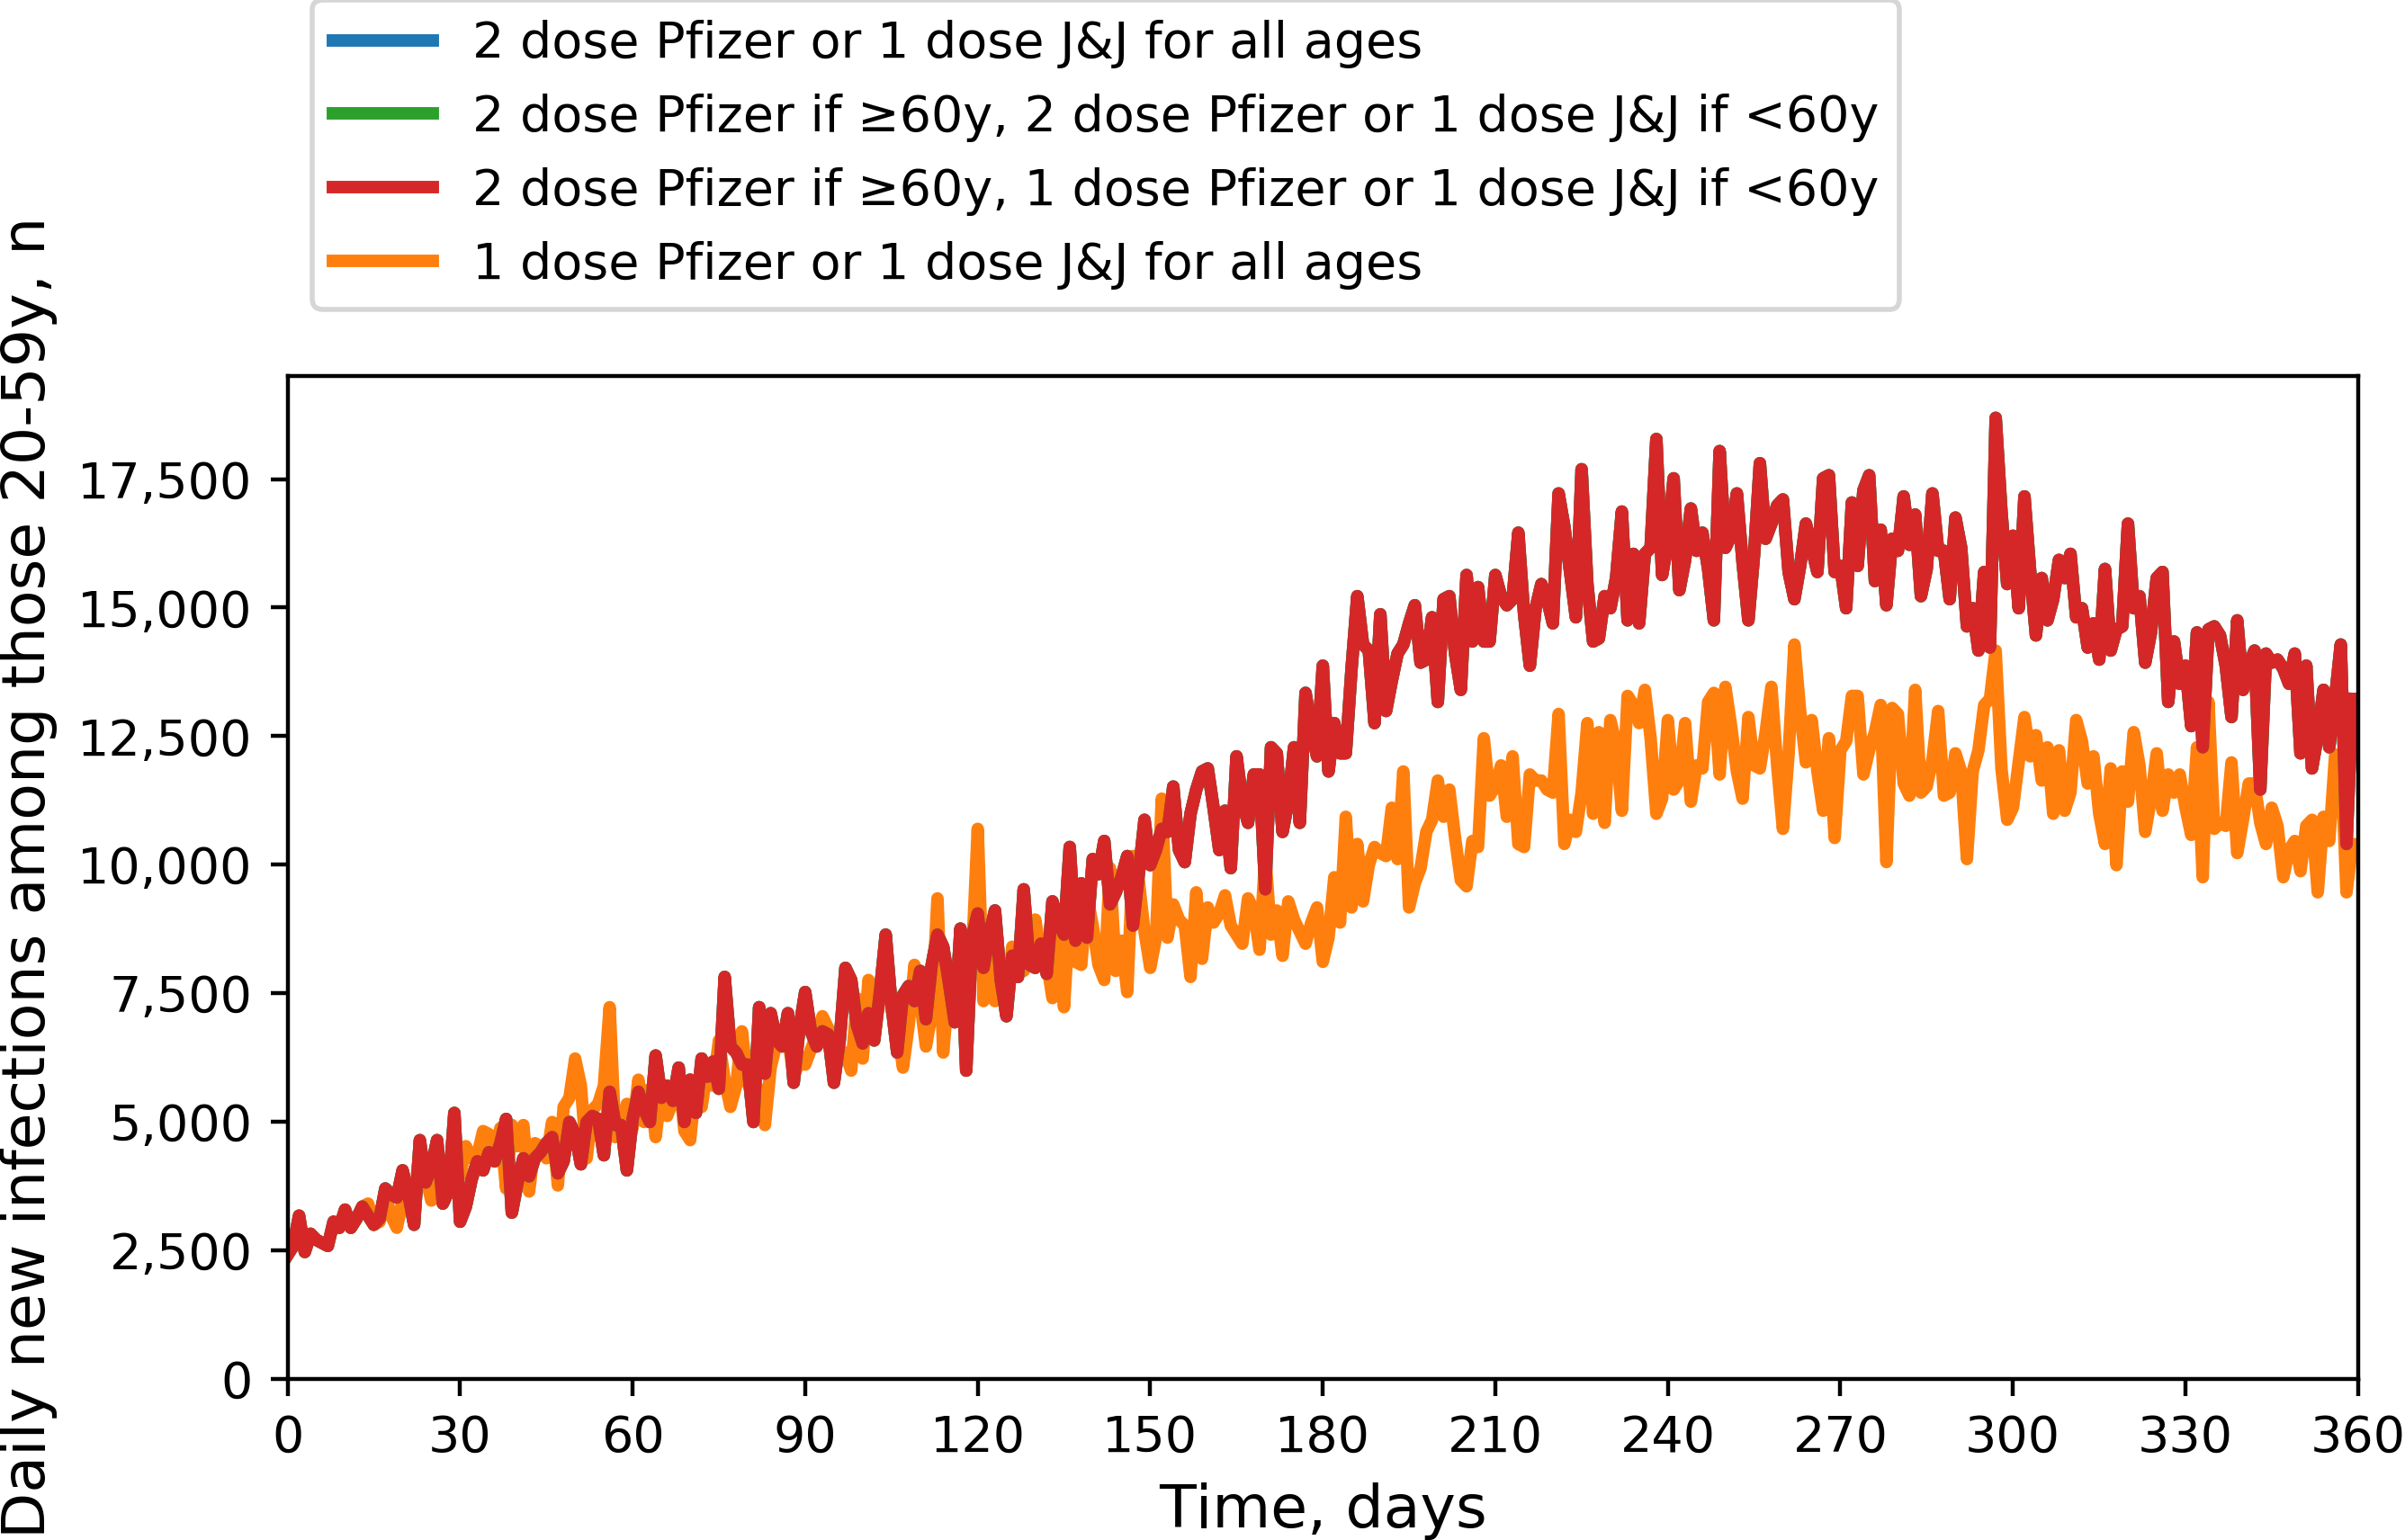 2 dose Pfizer or 1 dose J&J for all ages
2 dose Pfizer if ≥60y, 2 dose Pfizer or 1 dose J&J if <60y
2 dose Pfizer if ≥60y, 1 dose Pfizer or 1 dose J&J if <60y
1 dose Pfizer or 1 dose J&J for all ages
Daily new infections among those 20-59y, n
17,500
15,000
12,500
10,000
7,500
5,000
2,500
0
0 30 60 90 120 150 180 210 240 270 300 330 360
Time, days